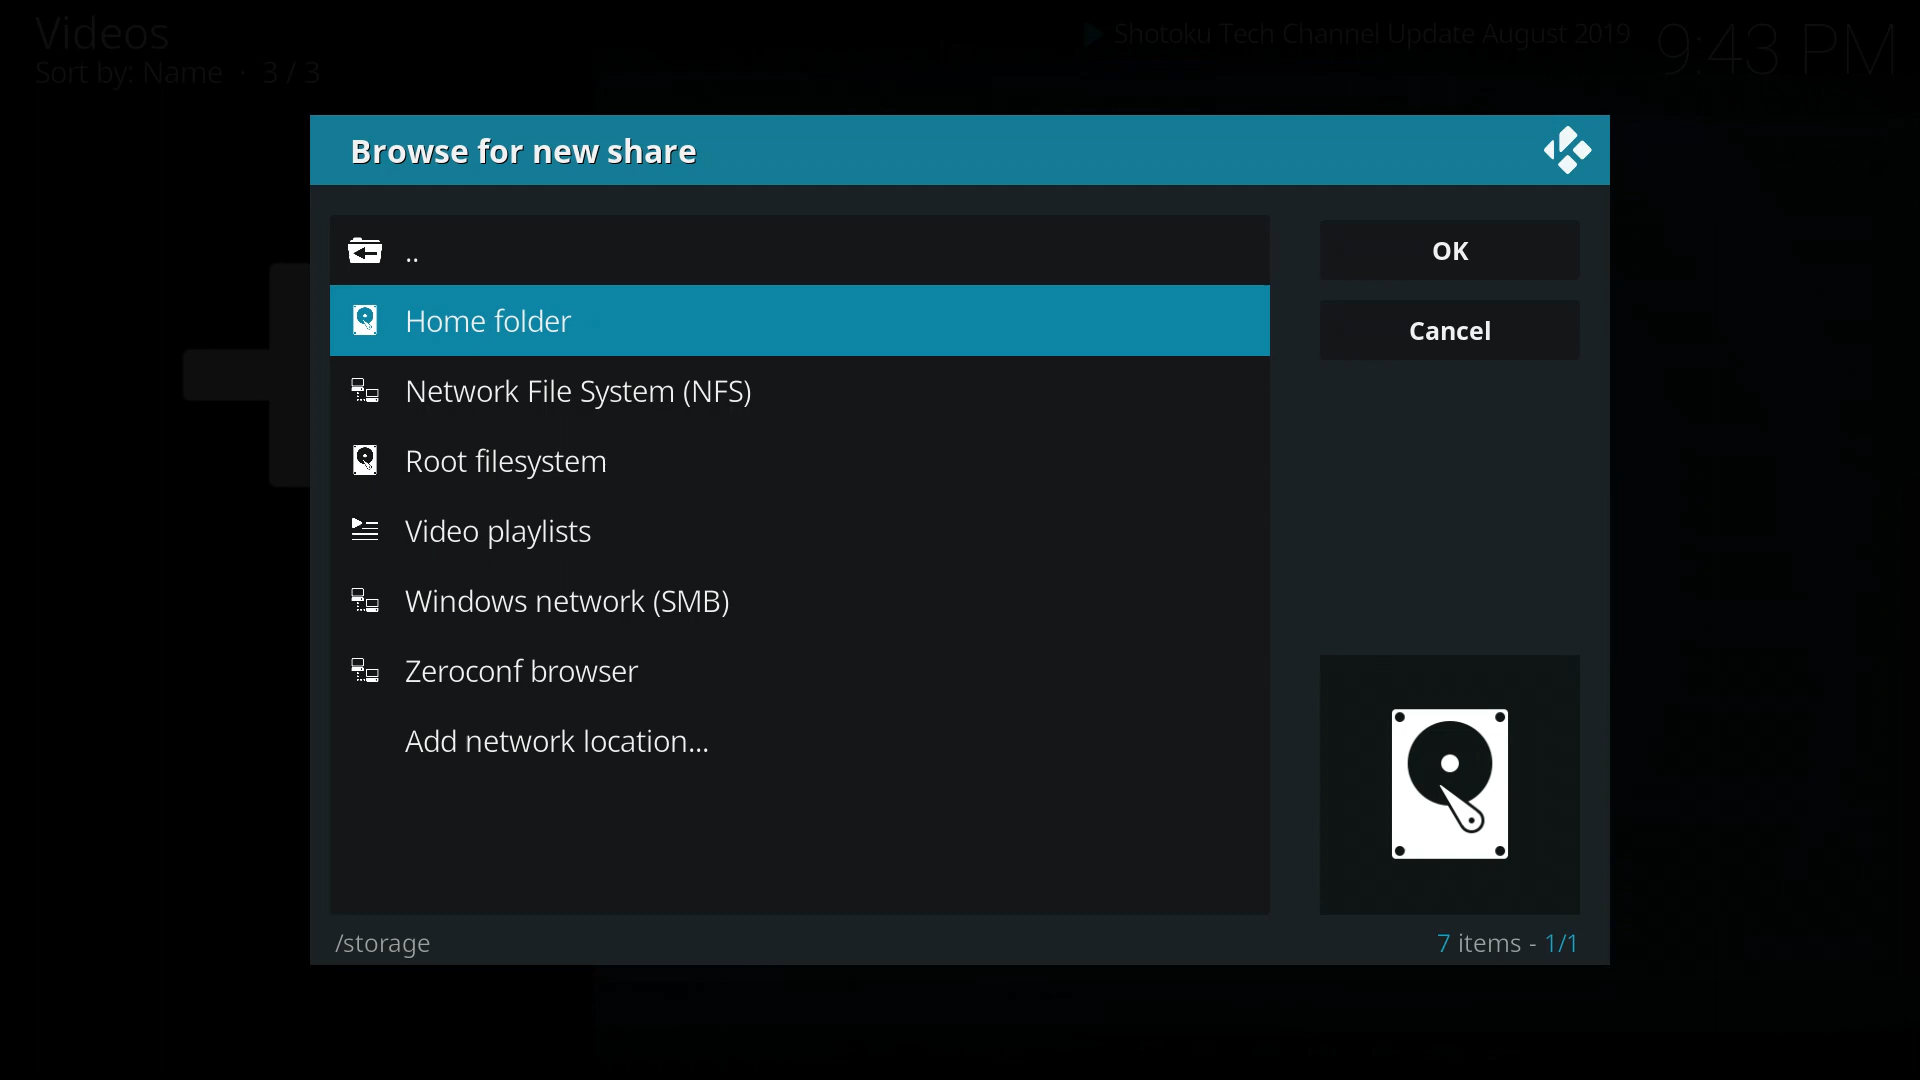 Videos
Sort by: Name · 3 / 3
Shotoku Tech Channel Update August 2019
9:43 PM
Browse for new share
..
Home folder
Network File System (NFS)
Root filesystem
Video playlists
Windows network (SMB)
Zeroconf browser
Add network location...
OK
Cancel
/storage
7 items - 1/1